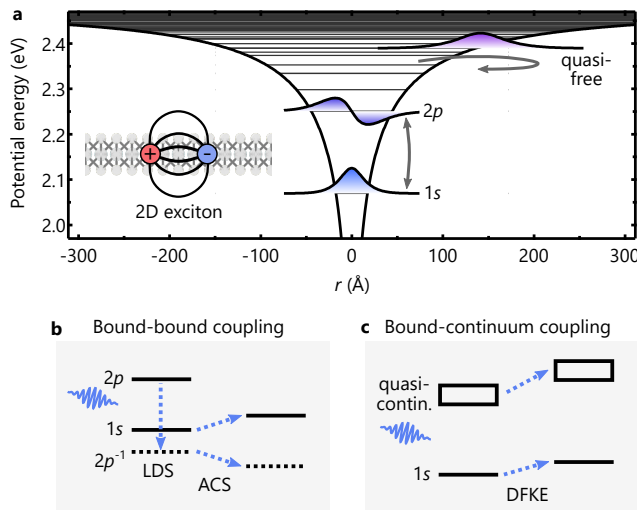 a
Potential energy (eV)
2.4
2.3
2.2
2.1
2.0
quasi-
free
2p
1s
+
-
2D exciton
-300
-200
-100
0
100
200
300
r (Å)
b
Bound-bound coupling
2p
1s
2p⁻¹
LDS
ACS
c
Bound-continuum coupling
quasi-
contin.
1s
DFKE